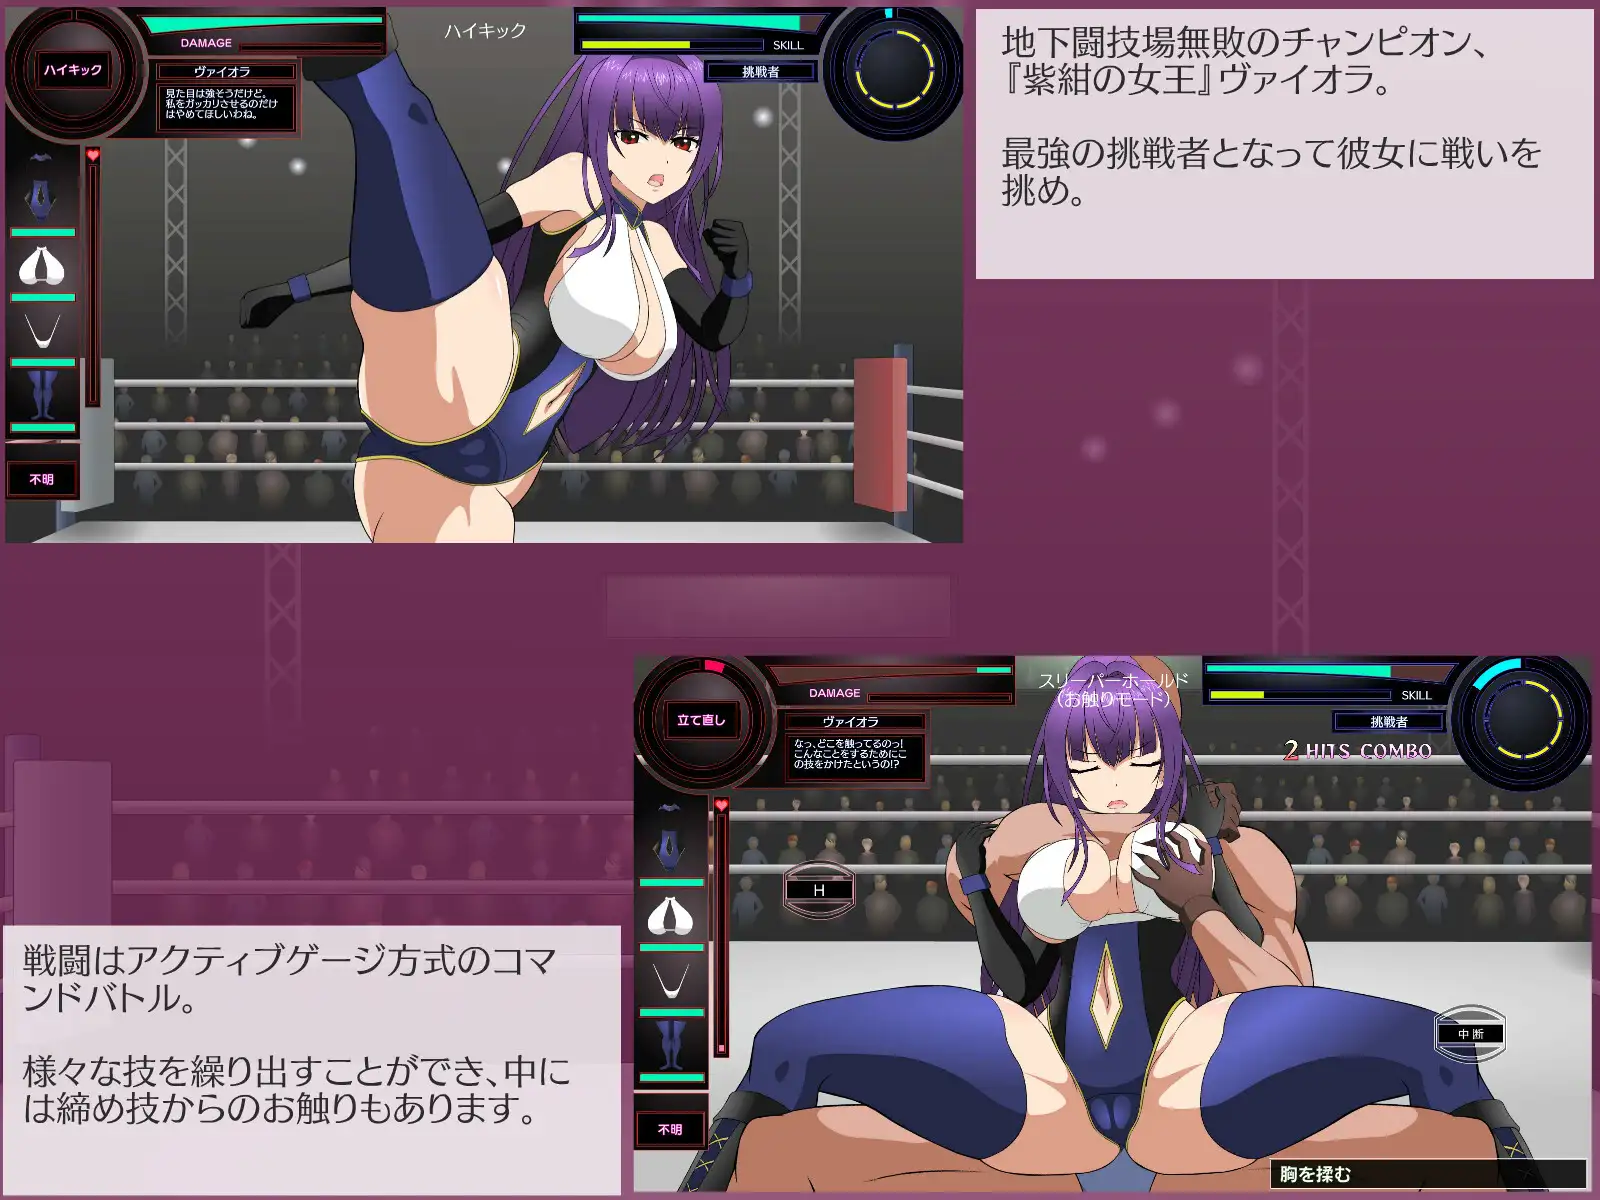 ハイキック
DAMAGE
ヴァイオラ
見た目は強そうだけど。
私をガッカリさせるのだけ
はやめてほしいわね。
ハイキック
SKILL
挑戦者
不明
地下闘技場無敗のチャンピオン、
『紫紺の女王』ヴァイオラ。
最強の挑戦者となって彼女に戦いを
挑め。
立て直し
DAMAGE
ヴァイオラ
なっ、どこを触ってるのっ!
こんなことをするためにこ
の技をかけたというの!?
スリーパーホールド
(お触りモード)
SKILL
挑戦者
2 HITS COMBO
H
中断
不明
胸を揉む
戦闘はアクティブゲージ方式のコマ
ンドバトル。
様々な技を繰り出すことができ、中に
は締め技からのお触りもあります。